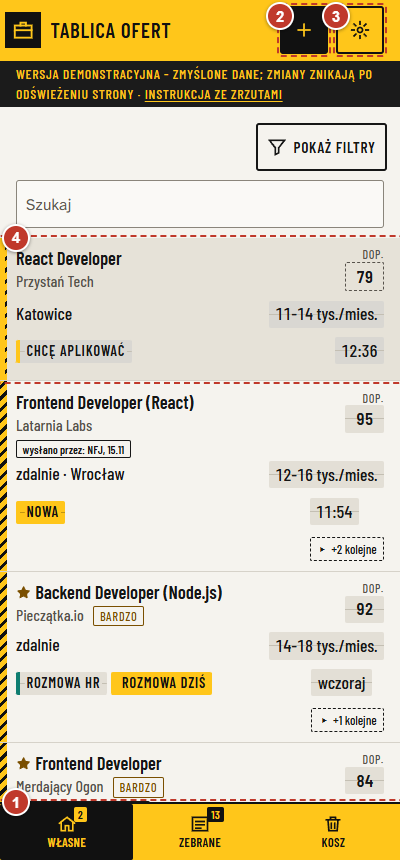 TABLICA OFERT
2
3
WERSJA DEMONSTRACYJNA - ZMYŚLONE DANE; ZMIANY ZNIKAJĄ PO
ODŚWIEŻENIU STRONY · INSTRUKCJA ZE ZRZUTAMI
POKAŻ FILTRY
Szukaj
4
React Developer
DOP.
Przystań Tech
79
Katowice
11-14 tys./mies.
CHCĘ APLIKOWAĆ
12:36
Frontend Developer (React)
DOP.
Latarnia Labs
95
wysłano przez: NFJ, 15.11
zdalnie · Wrocław
12-16 tys./mies.
NOWA
11:54
+2 kolejne
Backend Developer (Node.js)
DOP.
Pieczątka.io
BARDZO
92
zdalnie
14-18 tys./mies.
ROZMOWA HR
ROZMOWA DZIŚ
wczoraj
+1 kolejne
Frontend Developer
DOP.
Merdający Ogon
BARDZO
84
1
2
WŁASNE
13
ZEBRANE
KOSZ